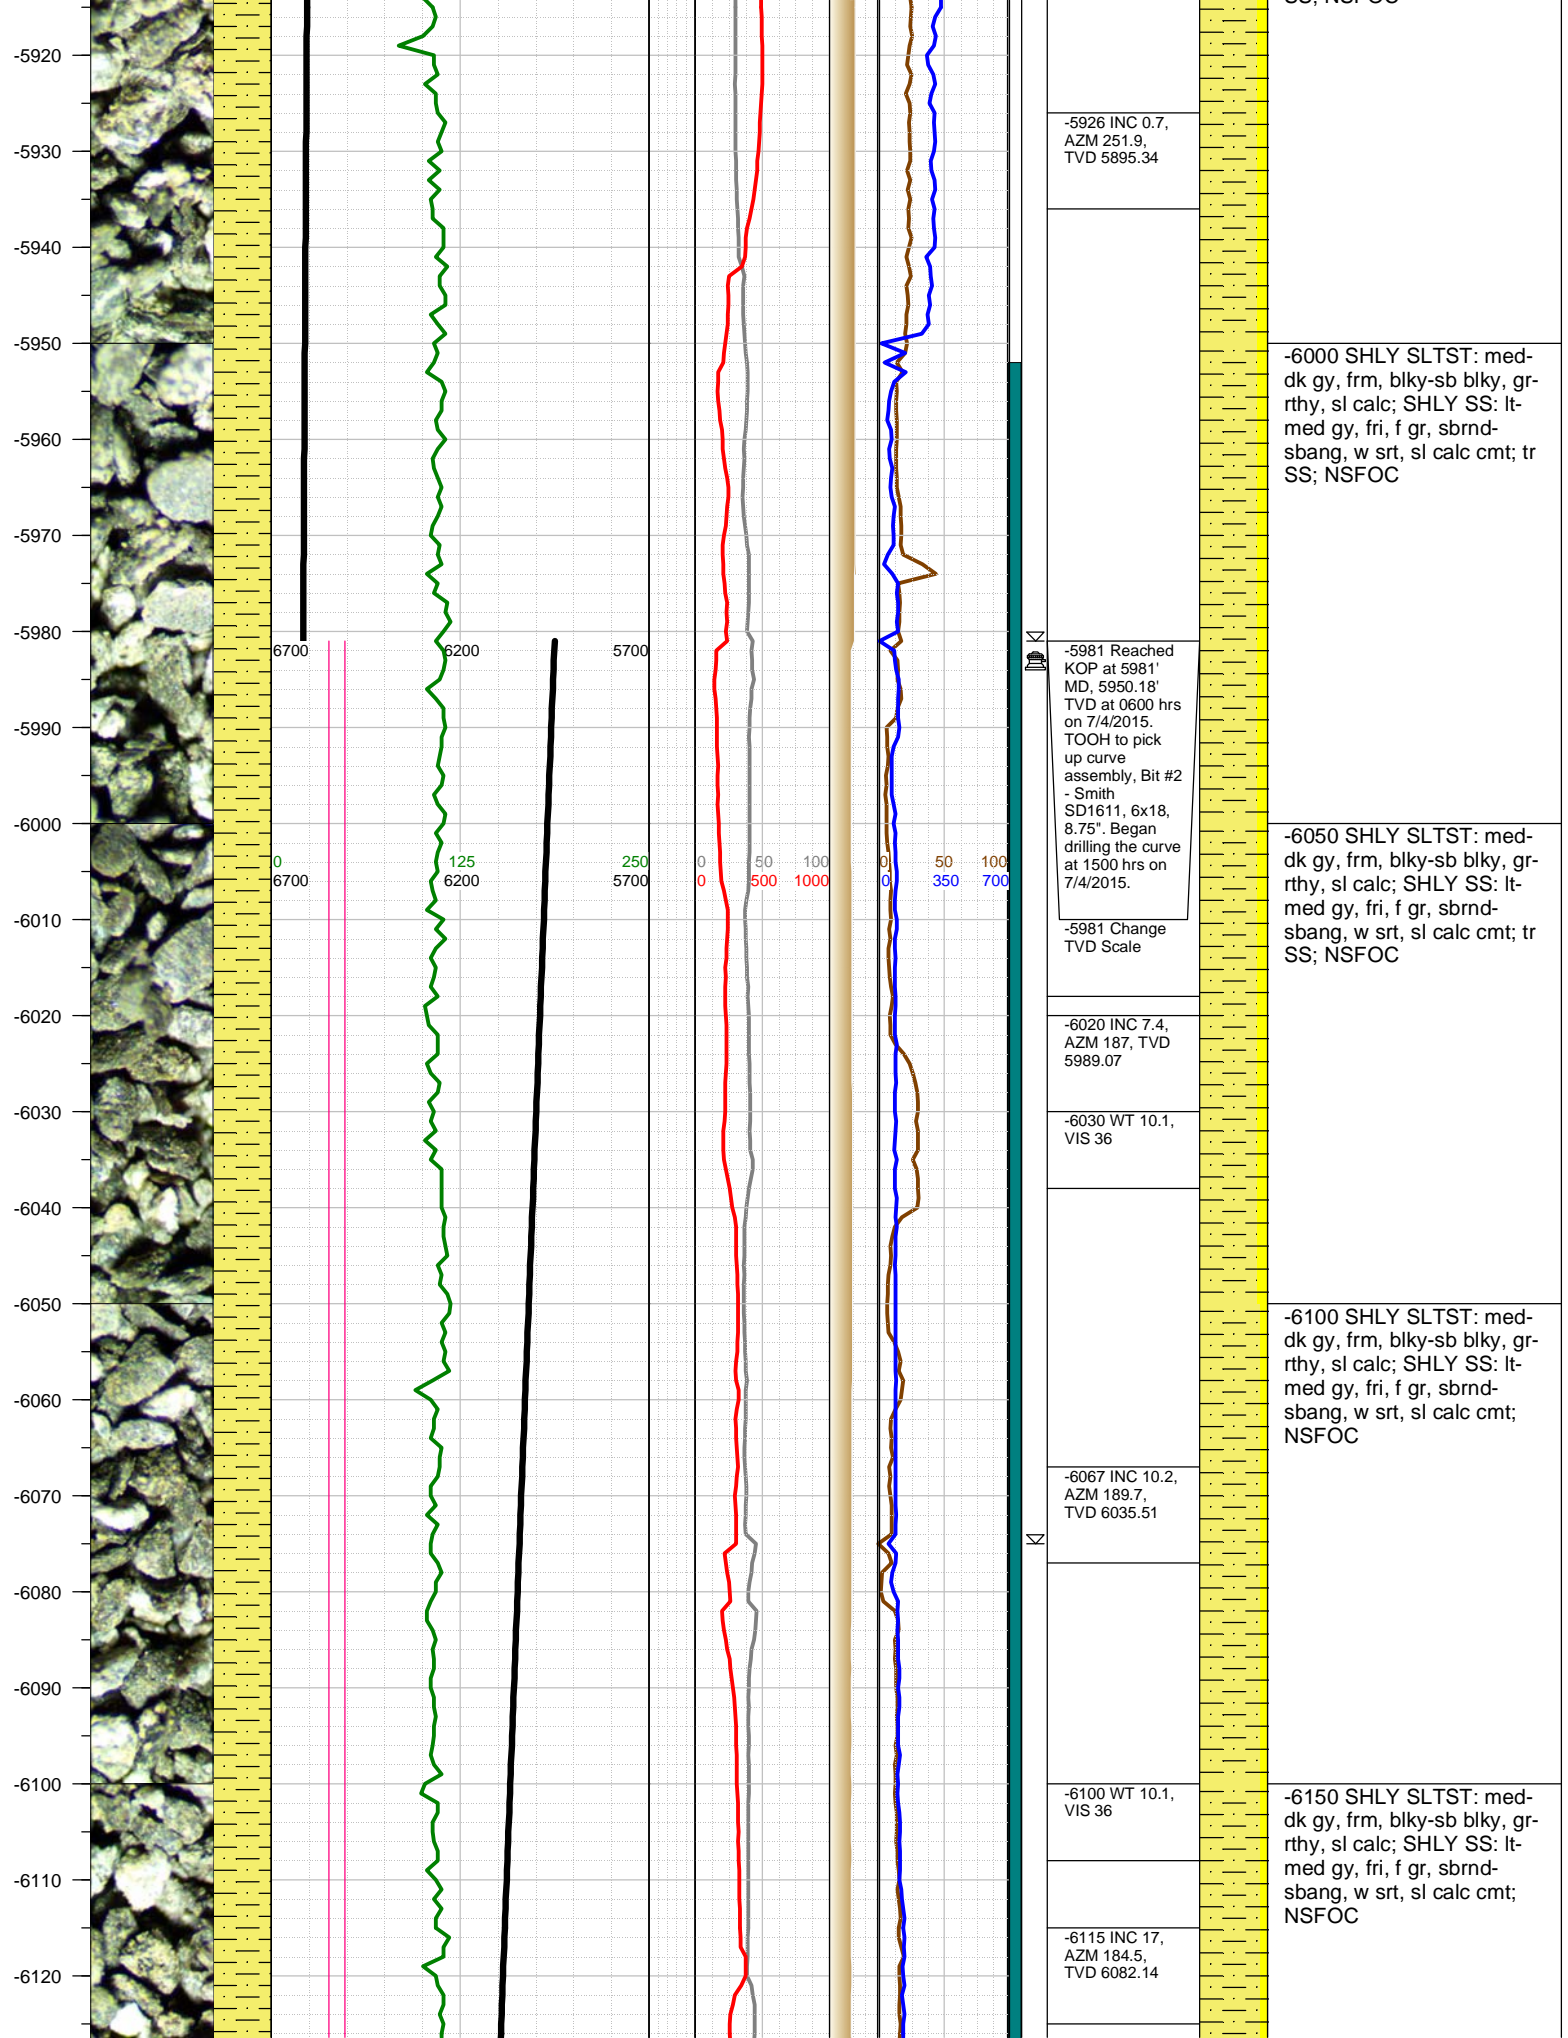 SS; NSFOC
-5920
-5930
-5940
-5950
-5960
-5970
-5980
-5990
-6000
-6010
-6020
-6030
-6040
-6050
-6060
-6070
-6080
-6090
-6100
-6110
-6120
6700 6200 5700
0 125 250
6700 6200 5700
0 50 100
0 500 1000
0 50 100
0 350 700
-5926 INC 0.7,
AZM 251.9,
TVD 5895.34
-5981 Reached
KOP at 5981'
MD, 5950.18'
TVD at 0600 hrs
on 7/4/2015.
TOOH to pick
up curve
assembly, Bit #2
- Smith
SD1611, 6x18,
8.75". Began
drilling the curve
at 1500 hrs on
7/4/2015.
-5981 Change
TVD Scale
-6020 INC 7.4,
AZM 187, TVD
5989.07
-6030 WT 10.1,
VIS 36
-6067 INC 10.2,
AZM 189.7,
TVD 6035.51
-6100 WT 10.1,
VIS 36
-6115 INC 17,
AZM 184.5,
TVD 6082.14
-6000 SHLY SLTST: med-
dk gy, frm, blky-sb blky, gr-
rthy, sl calc; SHLY SS: lt-
med gy, fri, f gr, sbrnd-
sbang, w srt, sl calc cmt; tr
SS; NSFOC
-6050 SHLY SLTST: med-
dk gy, frm, blky-sb blky, gr-
rthy, sl calc; SHLY SS: lt-
med gy, fri, f gr, sbrnd-
sbang, w srt, sl calc cmt; tr
SS; NSFOC
-6100 SHLY SLTST: med-
dk gy, frm, blky-sb blky, gr-
rthy, sl calc; SHLY SS: lt-
med gy, fri, f gr, sbrnd-
sbang, w srt, sl calc cmt;
NSFOC
-6150 SHLY SLTST: med-
dk gy, frm, blky-sb blky, gr-
rthy, sl calc; SHLY SS: lt-
med gy, fri, f gr, sbrnd-
sbang, w srt, sl calc cmt;
NSFOC